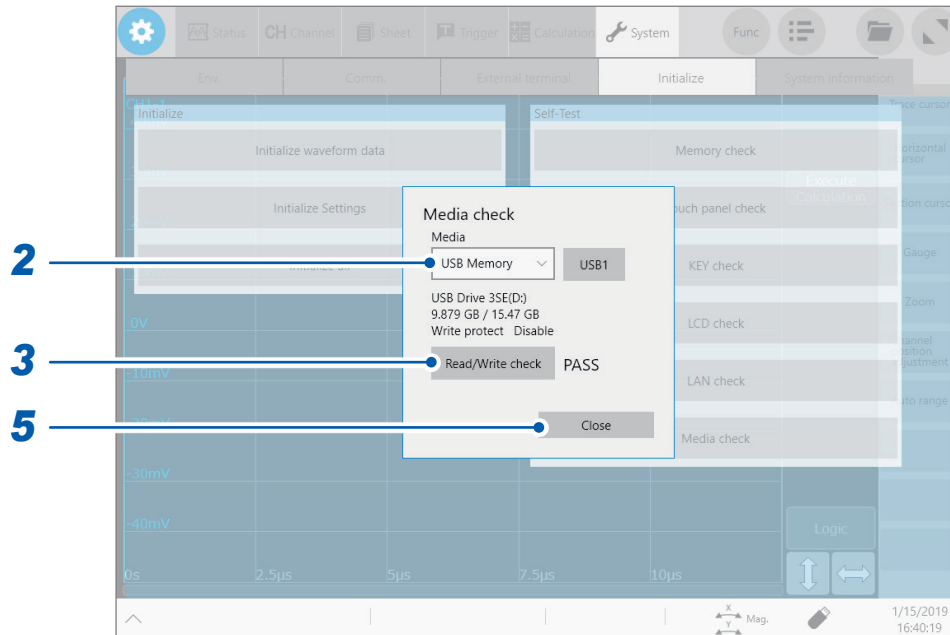 Status
CH Channel
Sheet
Trigger
Calculation
System
Func
Env.
Comm.
External terminal
Initialize
System information
Trace cursor
Initialize
Self-Test
Initialize waveform data
Memory check
Horizontal
cursor
Execute
Calculation
Initialize Settings
Touch panel check
Media check
Media
2
USB Memory
USB1
Initialize all
KEY check
Gauge
USB Drive 3SE(D:)
9.879 GB / 15.47 GB
Write protect Disable
Zoom
0V
LCD check
Channel
position
adjustment
3
Read/Write check
PASS
-10mV
LAN check
Auto range
5
Close
Media check
-30mV
-40mV
Logic
0s
2.5µs
5µs
7.5µs
10µs
X
Y
Mag.
1/15/2019
16:40:19